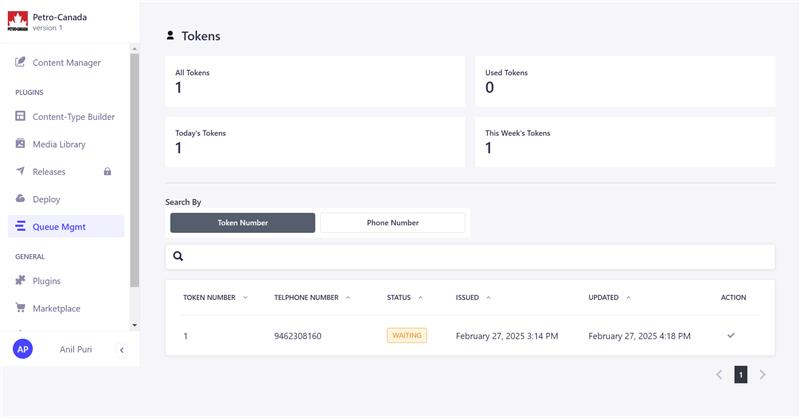 PETRO-CANADA
Petro-Canada
version 1
Content Manager
PLUGINS
Content-Type Builder
Media Library
Releases
Deploy
Queue Mgmt
GENERAL
Plugins
Marketplace
AP
Anil Puri
Tokens
All Tokens
1
Used Tokens
0
Today's Tokens
1
This Week's Tokens
1
Search By
Token Number
Phone Number
TOKEN NUMBER TELPHONE NUMBER STATUS ISSUED UPDATED ACTION
1 9462308160 WAITING February 27, 2025 3:14 PM February 27, 2025 4:18 PM
1